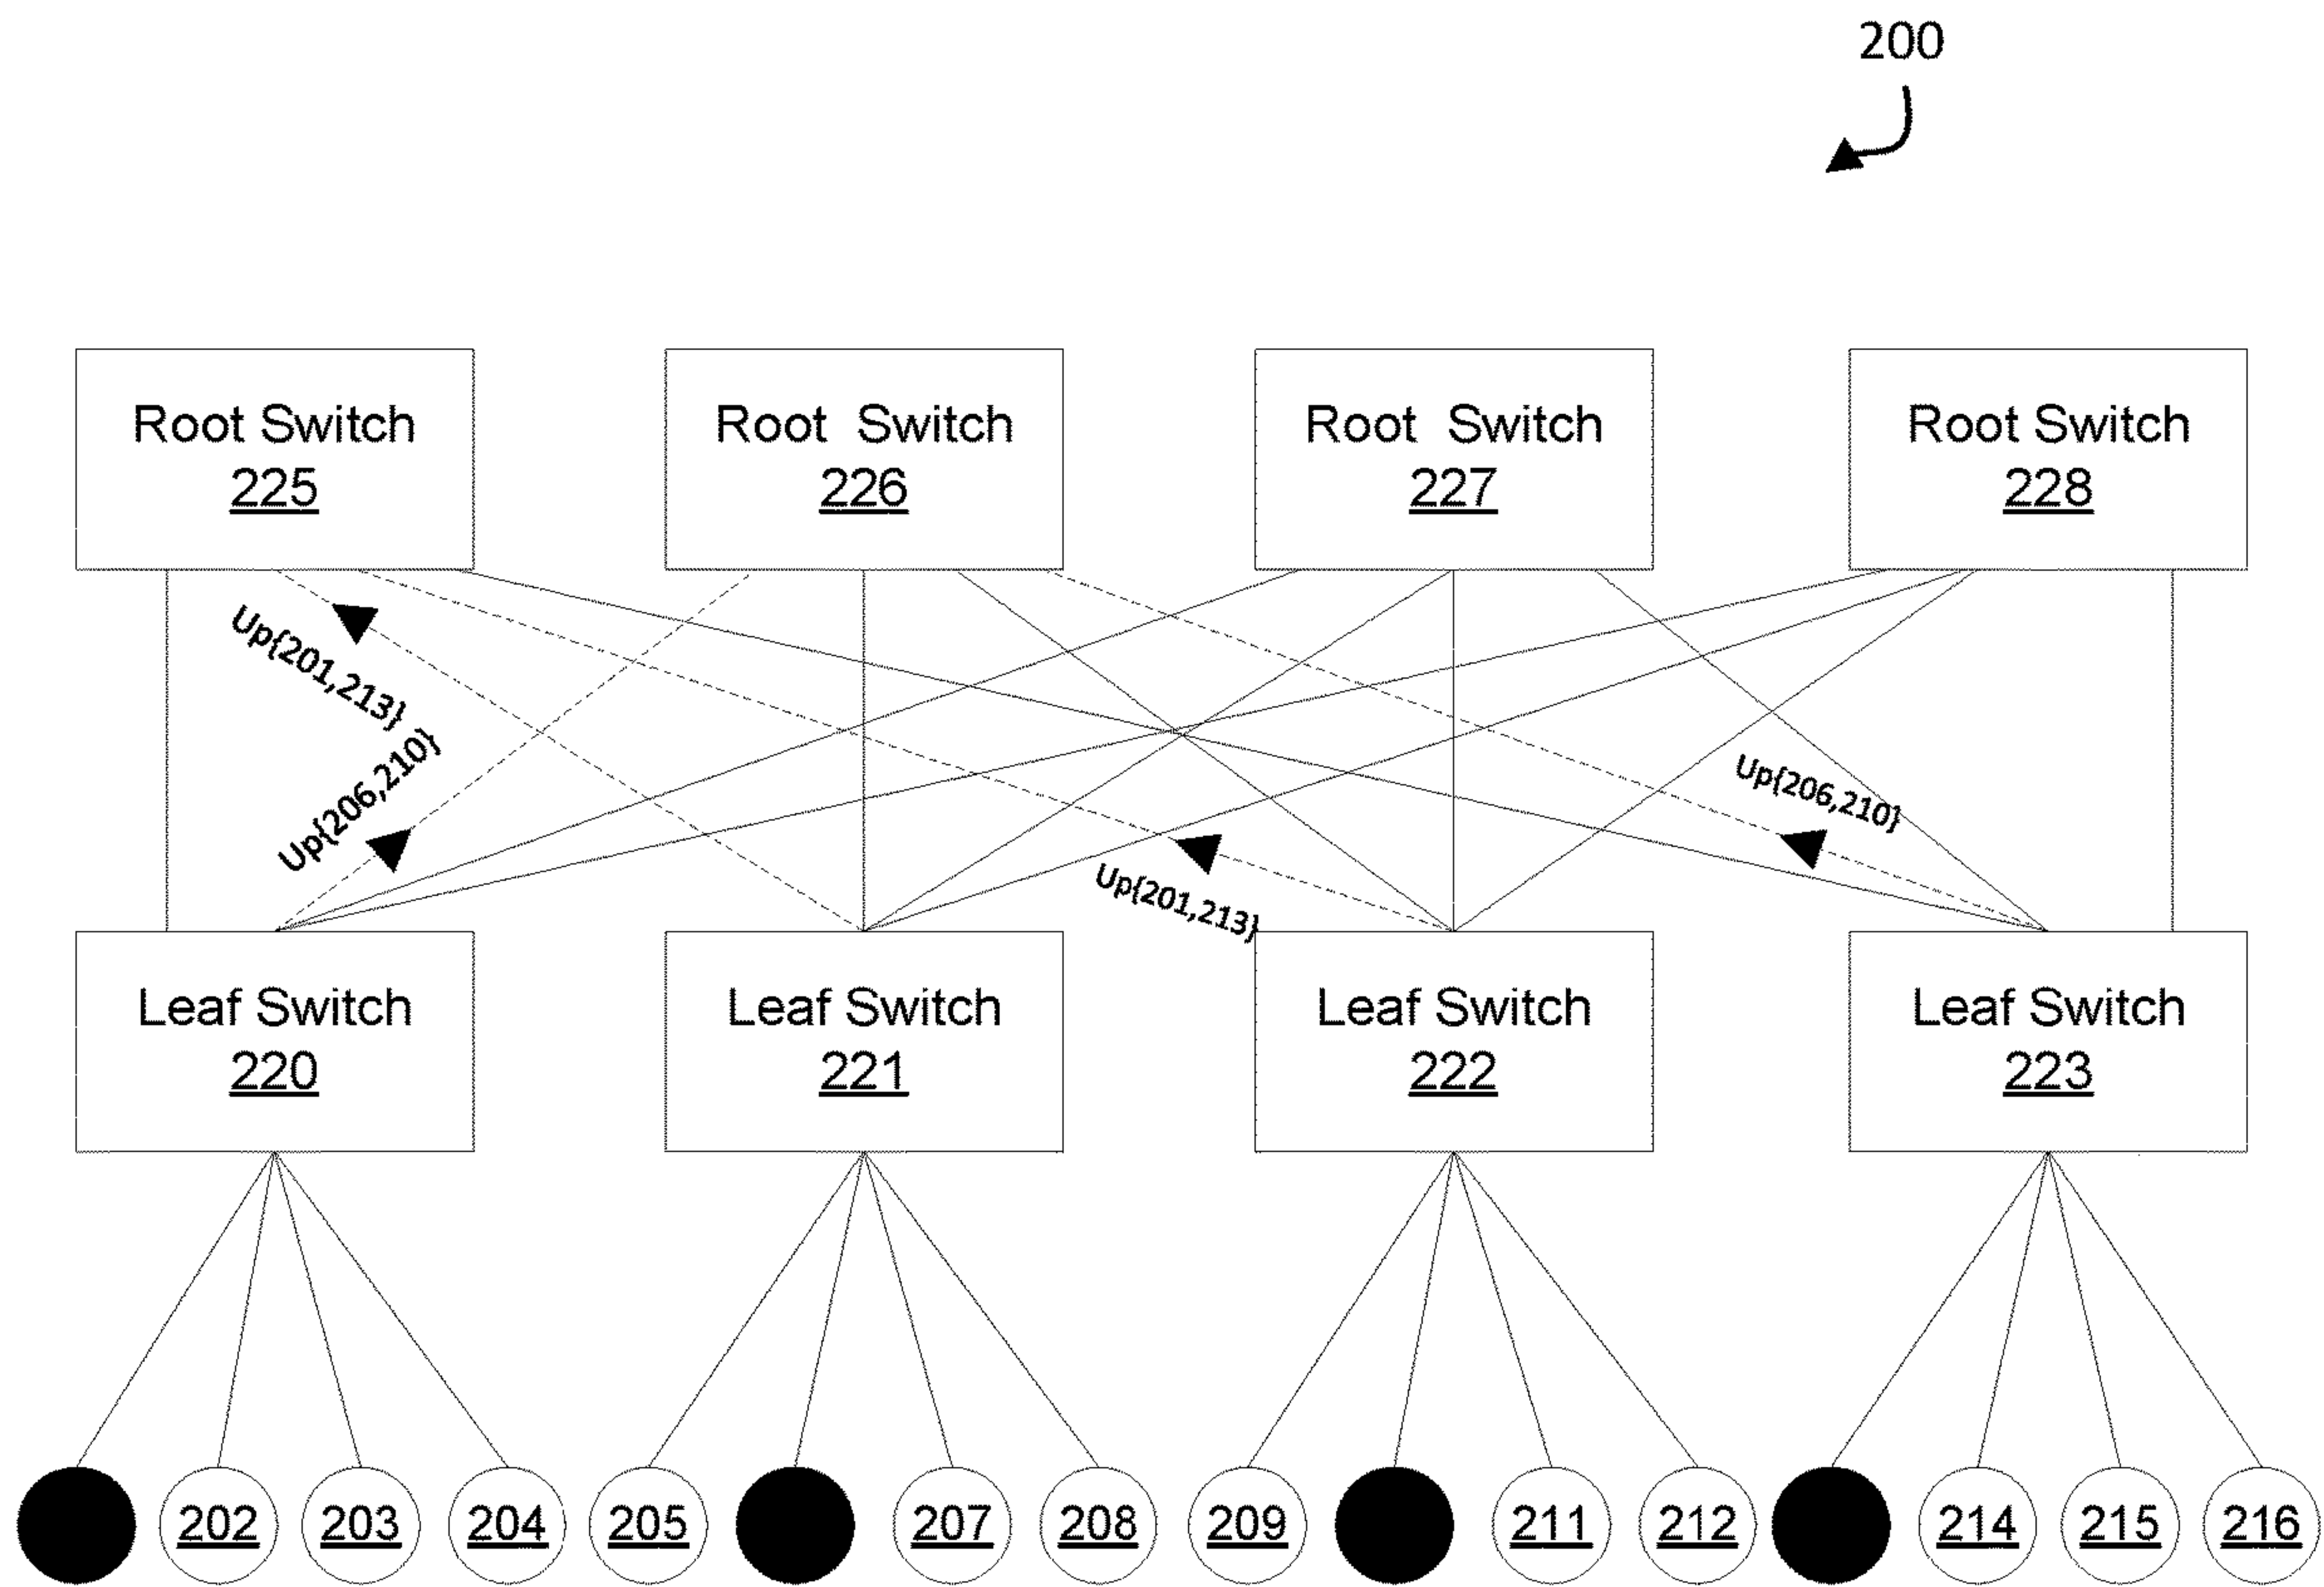 200
Root Switch
225
Root Switch
226
Root Switch
227
Root Switch
228
Up{201,213}
Up{206,210}
Up{201,213}
Up{206,210}
Leaf Switch
220
Leaf Switch
221
Leaf Switch
222
Leaf Switch
223
202
203
204
205
207
208
209
211
212
214
215
216